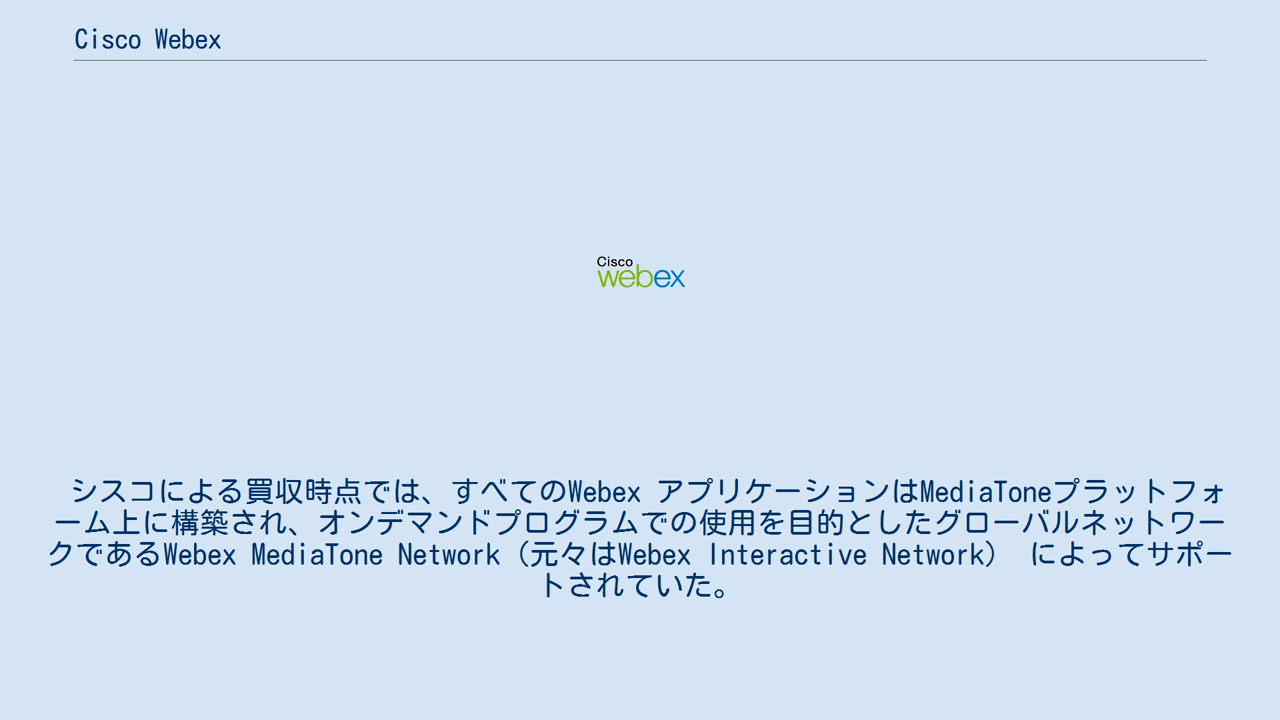 Cisco Webex
Cisco
webex
シスコによる買収時点では、すべてのWebex アプリケーションはMediaToneプラットフォ
ーム上に構築され、オンデマンドプログラムでの使用を目的としたグローバルネットワー
クであるWebex MediaTone Network（元々はWebex Interactive Network） によってサポー
トされていた。